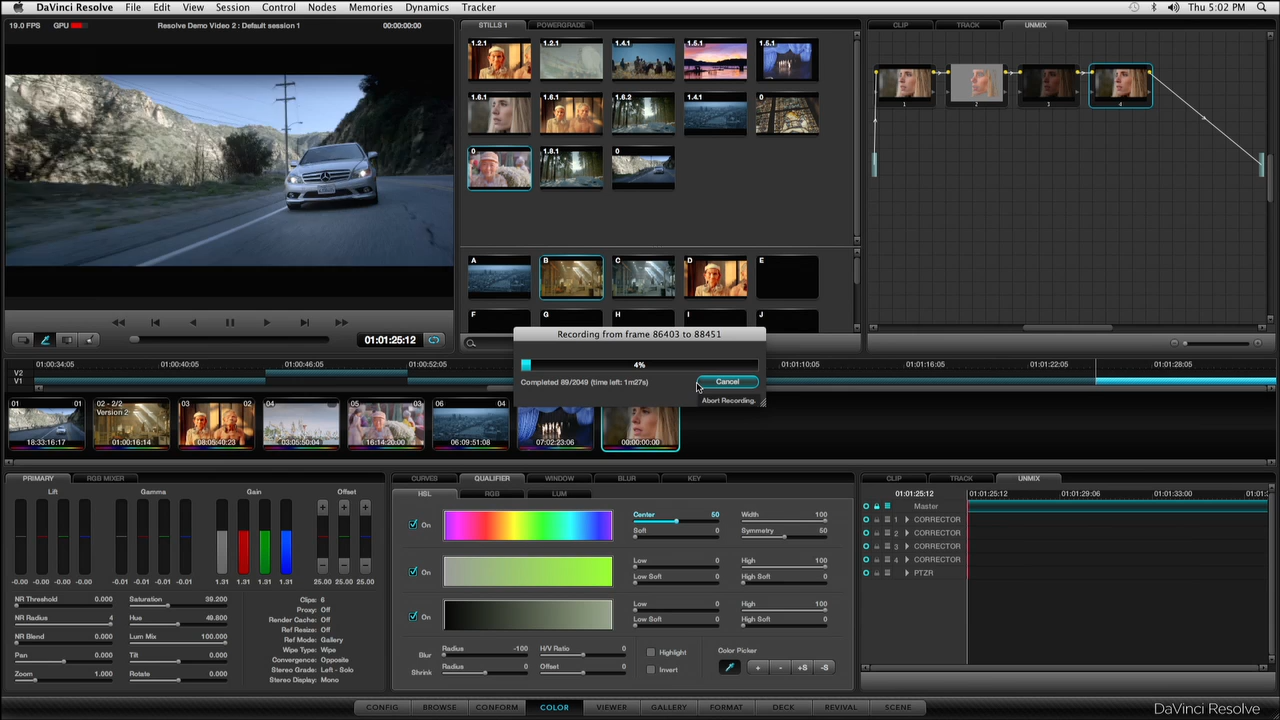 DaVinci Resolve File Edit View Session Control Nodes Memories Dynamics Tracker Thu 5:02 PM
19.0 FPS GPU Resolve Demo Video 2 : Default session 1 00:00:00:00
STILLS 1 POWERGRADE
CLIP TRACK UNMIX
1.2.1 1.2.1 1.4.1 1.5.1 1.5.1
1.6.1 1.6.1 1.6.2 1.4.1 0
0 1.8.1 0
1 2 3 4
A B C D E
F G H I J
01:01:25:12
Recording from frame 86403 to 88451
4%
Completed 89/2049 (time left: 1m27s) Cancel
Abort Recording.
01:00:34:05 01:00:40:05 01:00:46:05 01:00:52:05 01:01:10:05 01:01:16:05 01:01:22:05 01:01:28:05
V2
V1
01 01 02 - 2/2 02 03 03 04 04 05 05 06 04
Version 2
18:33:16:17 01:00:16:14 08:05:40:23 03:05:50:04 16:14:20:00 06:09:51:08 07:02:23:06 00:00:00:00
PRIMARY RGB MIXER
Lift Gamma Gain Offset
-0.00 -0.00 -0.00 -0.00 -0.01 -0.01 -0.01 -0.01 1.31 1.31 1.31 1.31 25.00 25.00 25.00
NR Threshold 0.000 Saturation 39.200
NR Radius 4 Hue 49.800
NR Blend 0.000 Lum Mix 100.000
Pan 0.000 Tilt 0.000
Zoom 1.000 Rotate 0.000
Clips: 6
Proxy: Off
Render Cache: Off
Ref Resize: Off
Ref Mode: Gallery
Wipe Type: Wipe
Convergence: Opposite
Stereo Grade: Left - Solo
Stereo Display: Mono
CURVES QUALIFIER WINDOW BLUR KEY
HSL RGB LUM
On
Center 50 Width 100
Soft 0 Symmetry 50
On
Low 0 High 100
Low Soft 0 High Soft 0
On
Low 0 High 100
Low Soft 0 High Soft 0
Blur Radius -100 H/V Ratio 0 Highlight
Shrink Radius 0 Offset 0 Invert
Color Picker
+ - +S -S
CLIP TRACK UNMIX
01:01:25:12 01:01:25:12 01:01:29:06 01:01:33:00
Master
1 CORRECTOR
2 CORRECTOR
3 CORRECTOR
4 CORRECTOR
PTZR
CONFIG BROWSE CONFORM COLOR VIEWER GALLERY FORMAT DECK REVIVAL SCENE
DaVinci Resolve